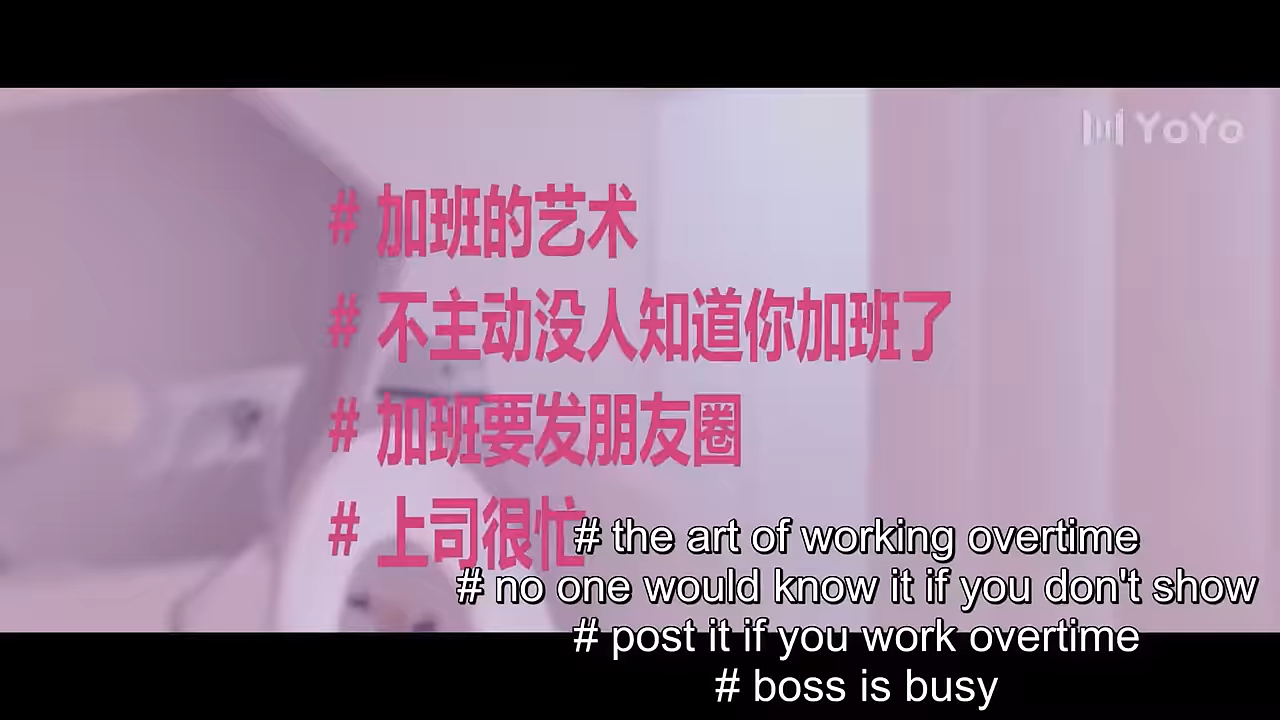 YoYo
# 加班的艺术
# 不主动没人知道你加班了
# 加班要发朋友圈
# 上司很忙
# the art of working overtime
# no one would know it if you don't show
# post it if you work overtime
# boss is busy